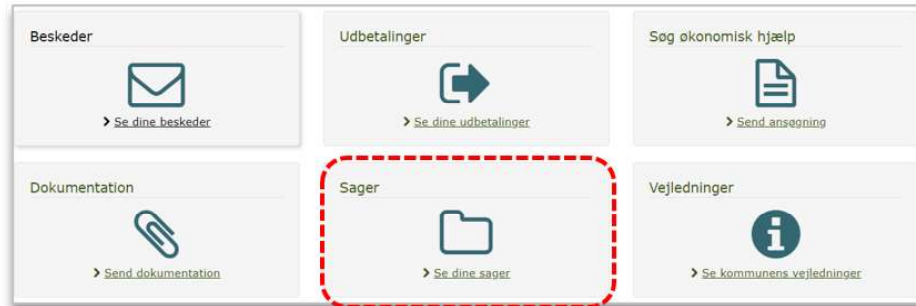 Beskeder
Se dine beskeder
Udbetalinger
Se dine udbetalinger
Søg økonomisk hjælp
Send ansøgning
Dokumentation
Send dokumentation
Sager
Se dine sager
Vejledninger
Se kommunens vejledninger